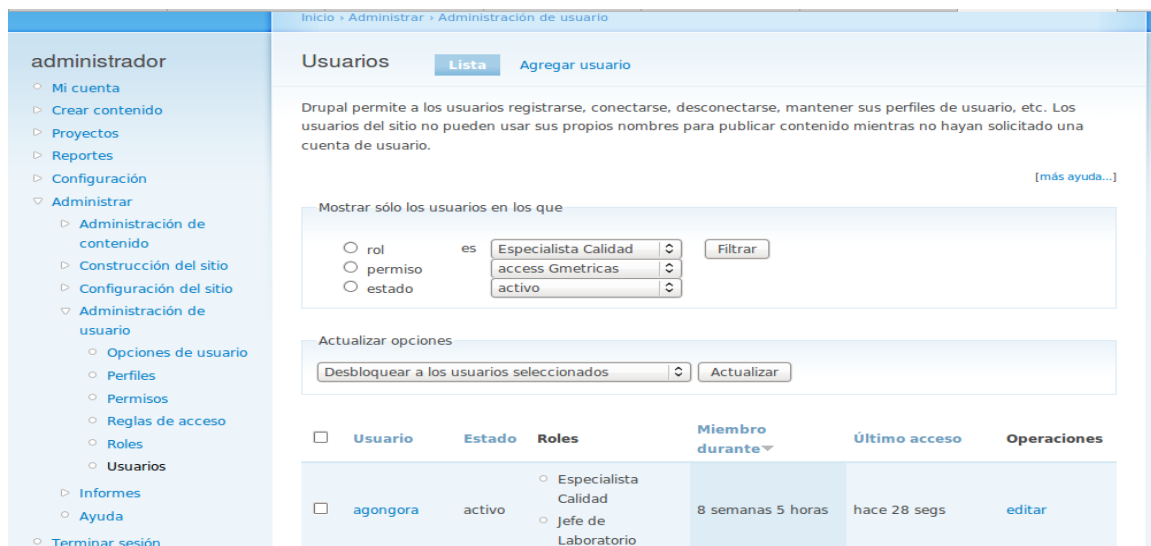 Inicio › Administrar › Administración de usuario
administrador
Mi cuenta
Crear contenido
Proyectos
Reportes
Configuración
Administrar
Administración de
contenido
Construcción del sitio
Configuración del sitio
Administración de
usuario
Opciones de usuario
Perfiles
Permisos
Reglas de acceso
Roles
Usuarios
Informes
Ayuda
Terminar sesión
Usuarios Lista Agregar usuario
Drupal permite a los usuarios registrarse, conectarse, desconectarse, mantener sus perfiles de usuario, etc. Los
usuarios del sitio no pueden usar sus propios nombres para publicar contenido mientras no hayan solicitado una
cuenta de usuario.
[más ayuda...]
Mostrar sólo los usuarios en los que
rol es Especialista Calidad Filtrar
permiso access Gmetricas
estado activo
Actualizar opciones
Desbloquear a los usuarios seleccionados Actualizar
Usuario Estado Roles Miembro
durante Último acceso Operaciones
Especialista
Calidad
agongora activo 8 semanas 5 horas hace 28 segs editar
Jefe de
Laboratorio